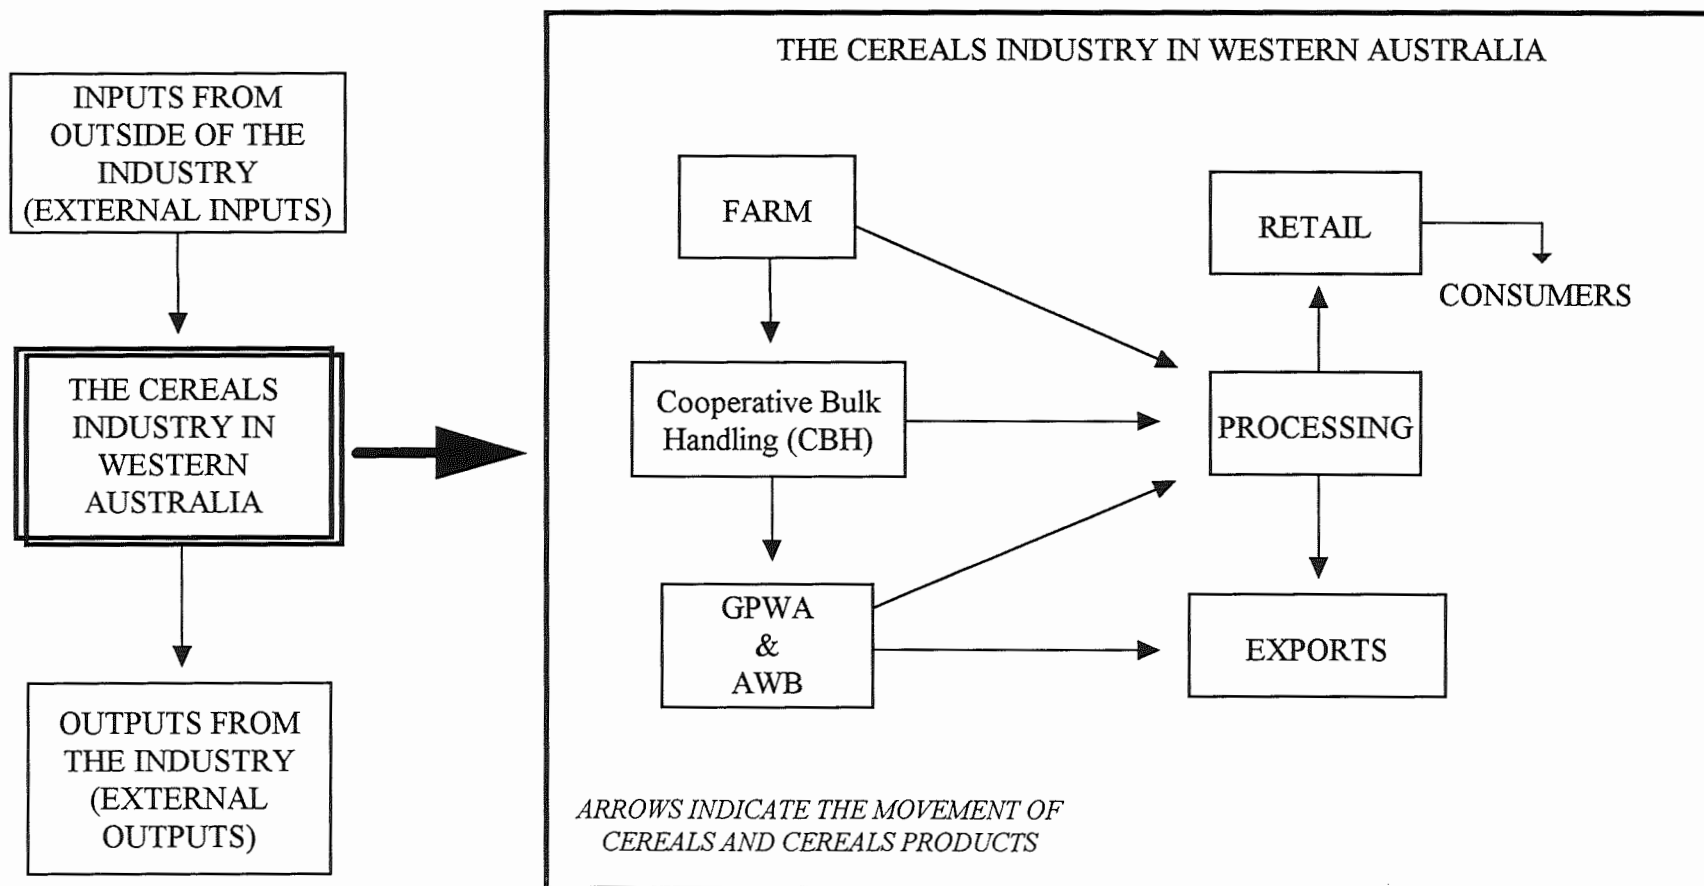 INPUTS FROM
OUTSIDE OF THE
INDUSTRY
(EXTERNAL INPUTS)
THE CEREALS
INDUSTRY IN
WESTERN
AUSTRALIA
OUTPUTS FROM
THE INDUSTRY
(EXTERNAL
OUTPUTS)
THE CEREALS INDUSTRY IN WESTERN AUSTRALIA
FARM
RETAIL
CONSUMERS
Cooperative Bulk
Handling (CBH)
PROCESSING
GPWA
&
AWB
EXPORTS
ARROWS INDICATE THE MOVEMENT OF
CEREALS AND CEREALS PRODUCTS